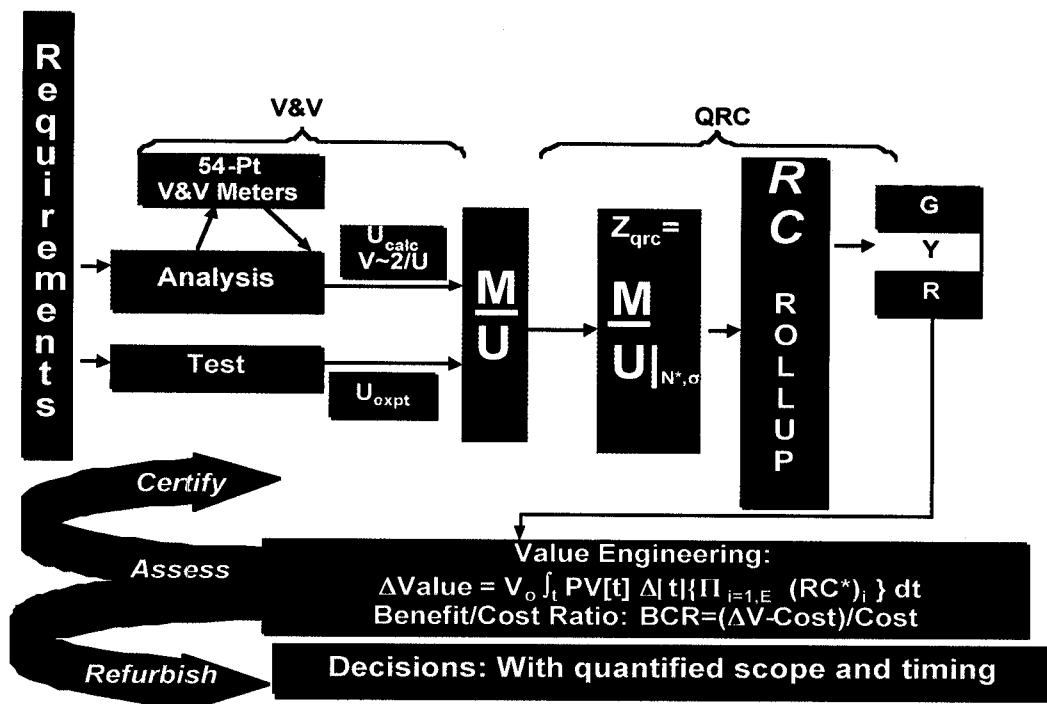 Requirements
V&V
QRC
54-Pt
V&V Meters
Analysis
Test
U_calc
V~2/U
U_expt
M
U
Z_qrc=
M
U|N*,σ
RC
ROLLUP
G
Y
R
Certify
Assess
Refurbish
Value Engineering:
ΔValue = V_o ∫_t PV[t] Δ|t|{Π_i=1,E (RC*)_i } dt
Benefit/Cost Ratio: BCR=(ΔV-Cost)/Cost
Decisions: With quantified scope and timing